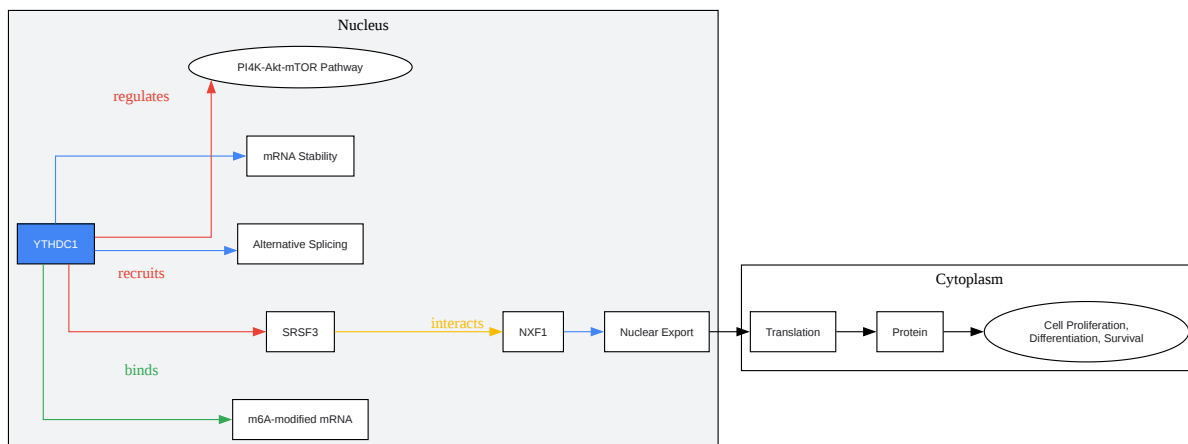 Nucleus
PI4K-Akt-mTOR Pathway
regulates
mRNA Stability
YTHDC1
Alternative Splicing
recruits
Cytoplasm
SRSF3
interacts
NXF1
Nuclear Export
Translation
Protein
Cell Proliferation,
Differentiation, Survival
binds
m6A-modified mRNA